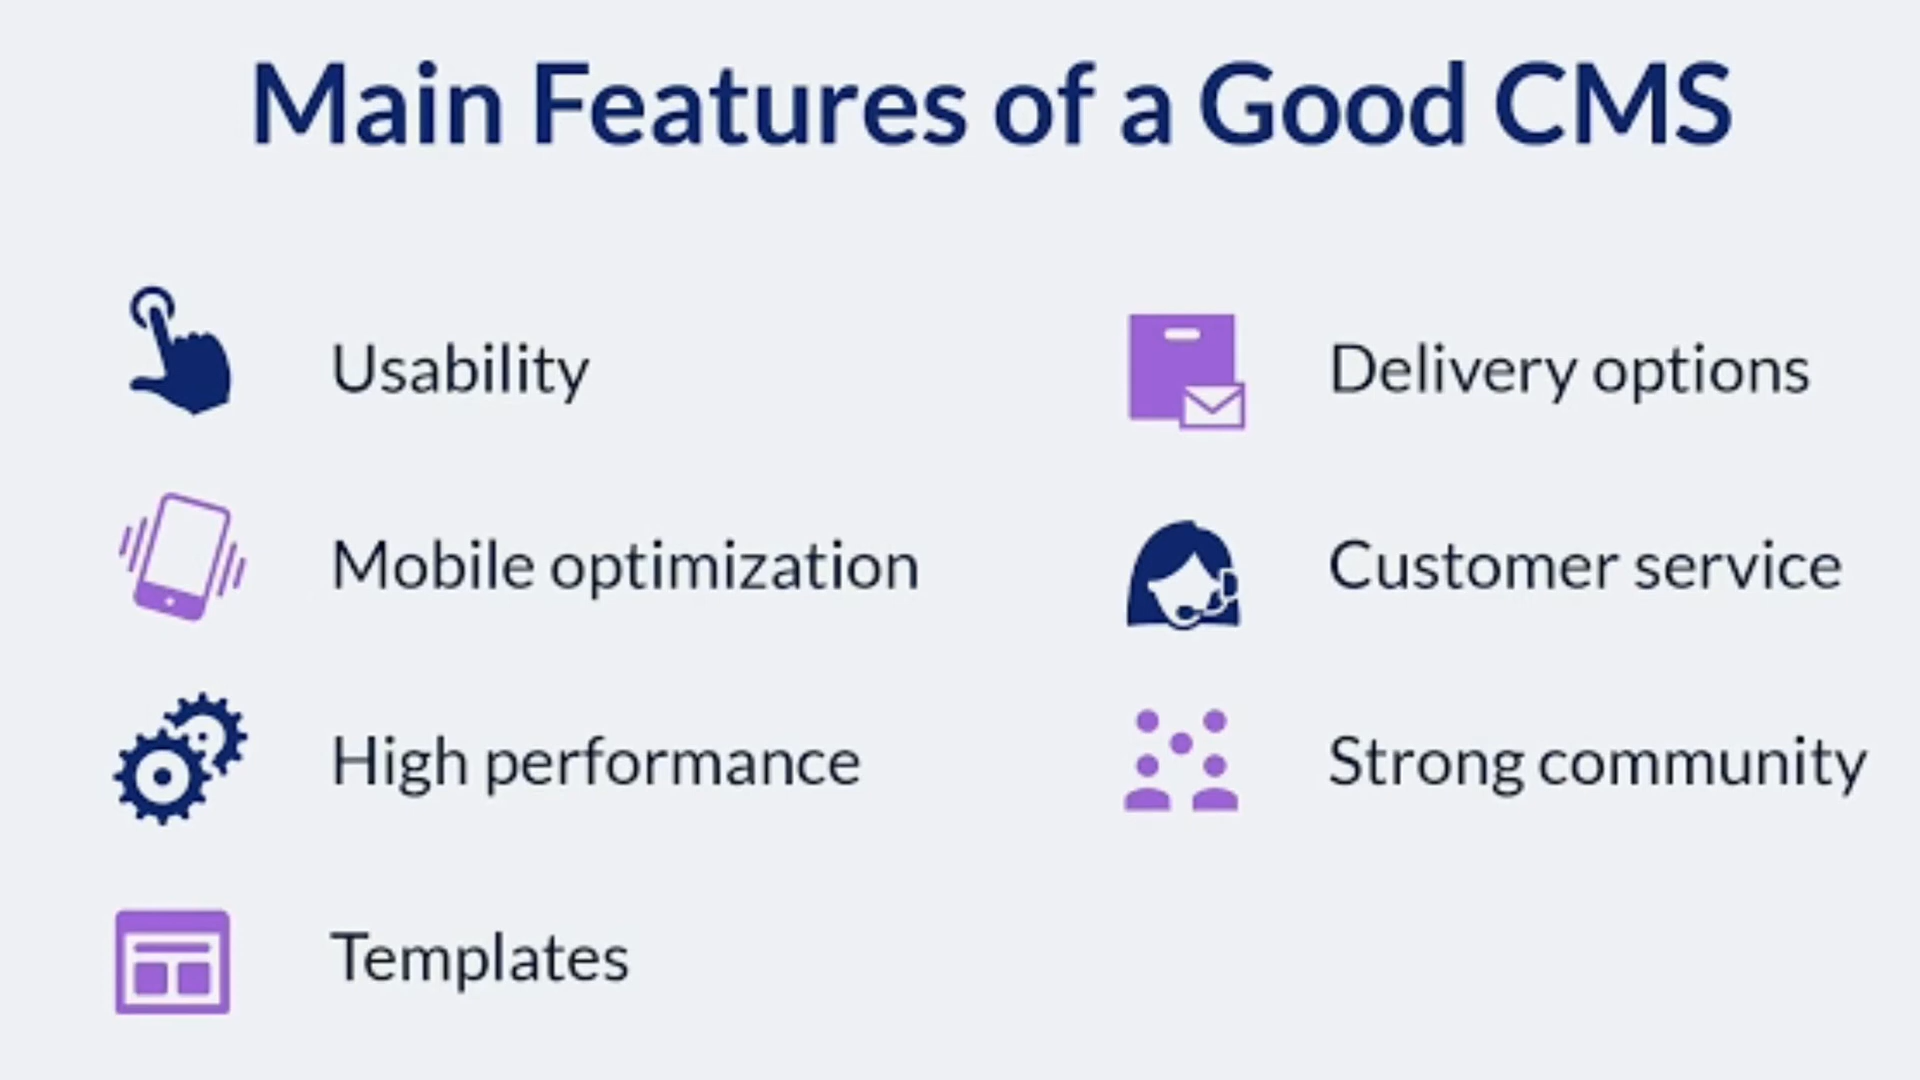 Main Features of a Good CMS
Usability
Mobile optimization
High performance
Templates
Delivery options
Customer service
Strong community